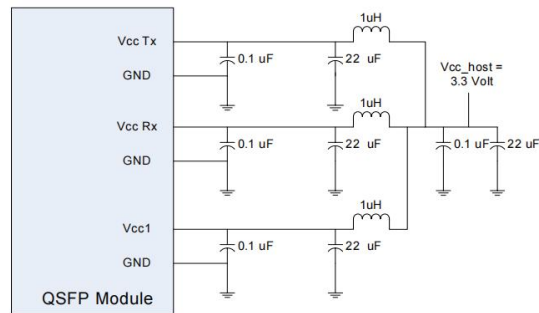 1uH
Vcc Tx
0.1 uF
22 uF
GND
Vcc_host =
3.3 Volt
1uH
Vcc Rx
0.1 uF
22 uF
0.1 uF
22 uF
GND
1uH
Vcc1
0.1 uF
22 uF
GND
QSFP Module